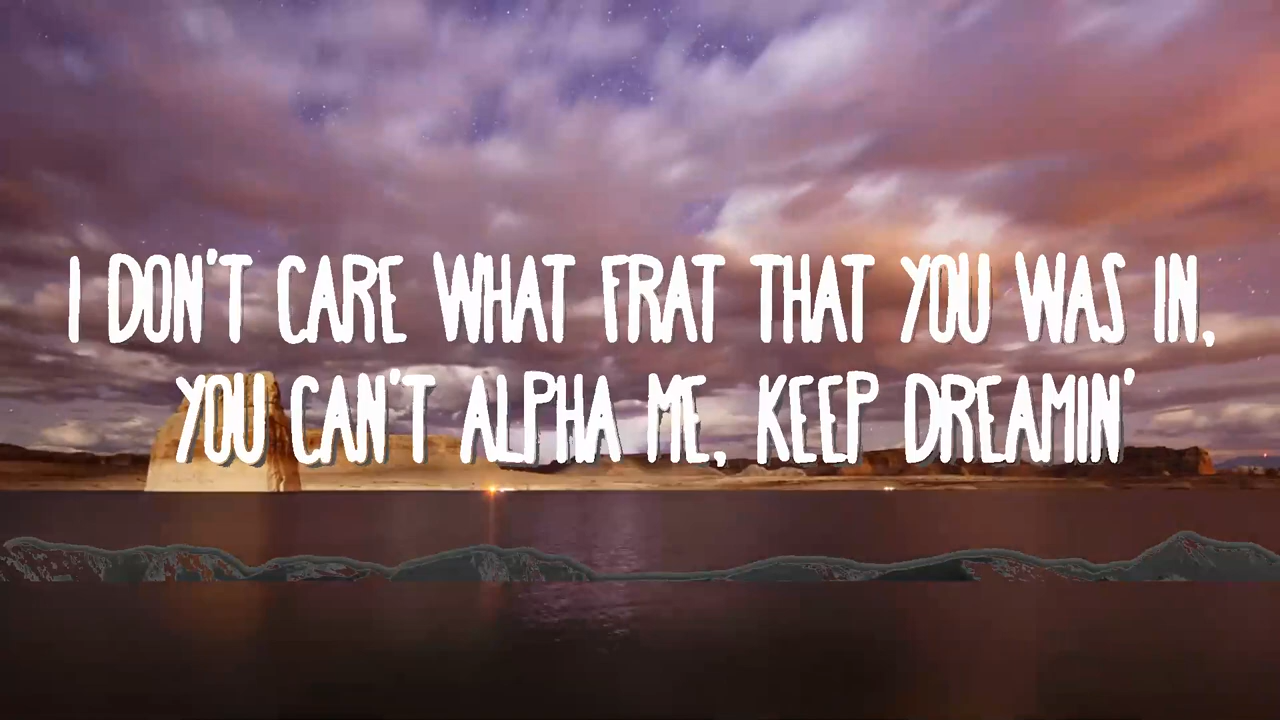 I DON'T CARE WHAT FRAT THAT YOU WAS IN,
YOU CAN'T ALPHA ME, KEEP DREAMIN'